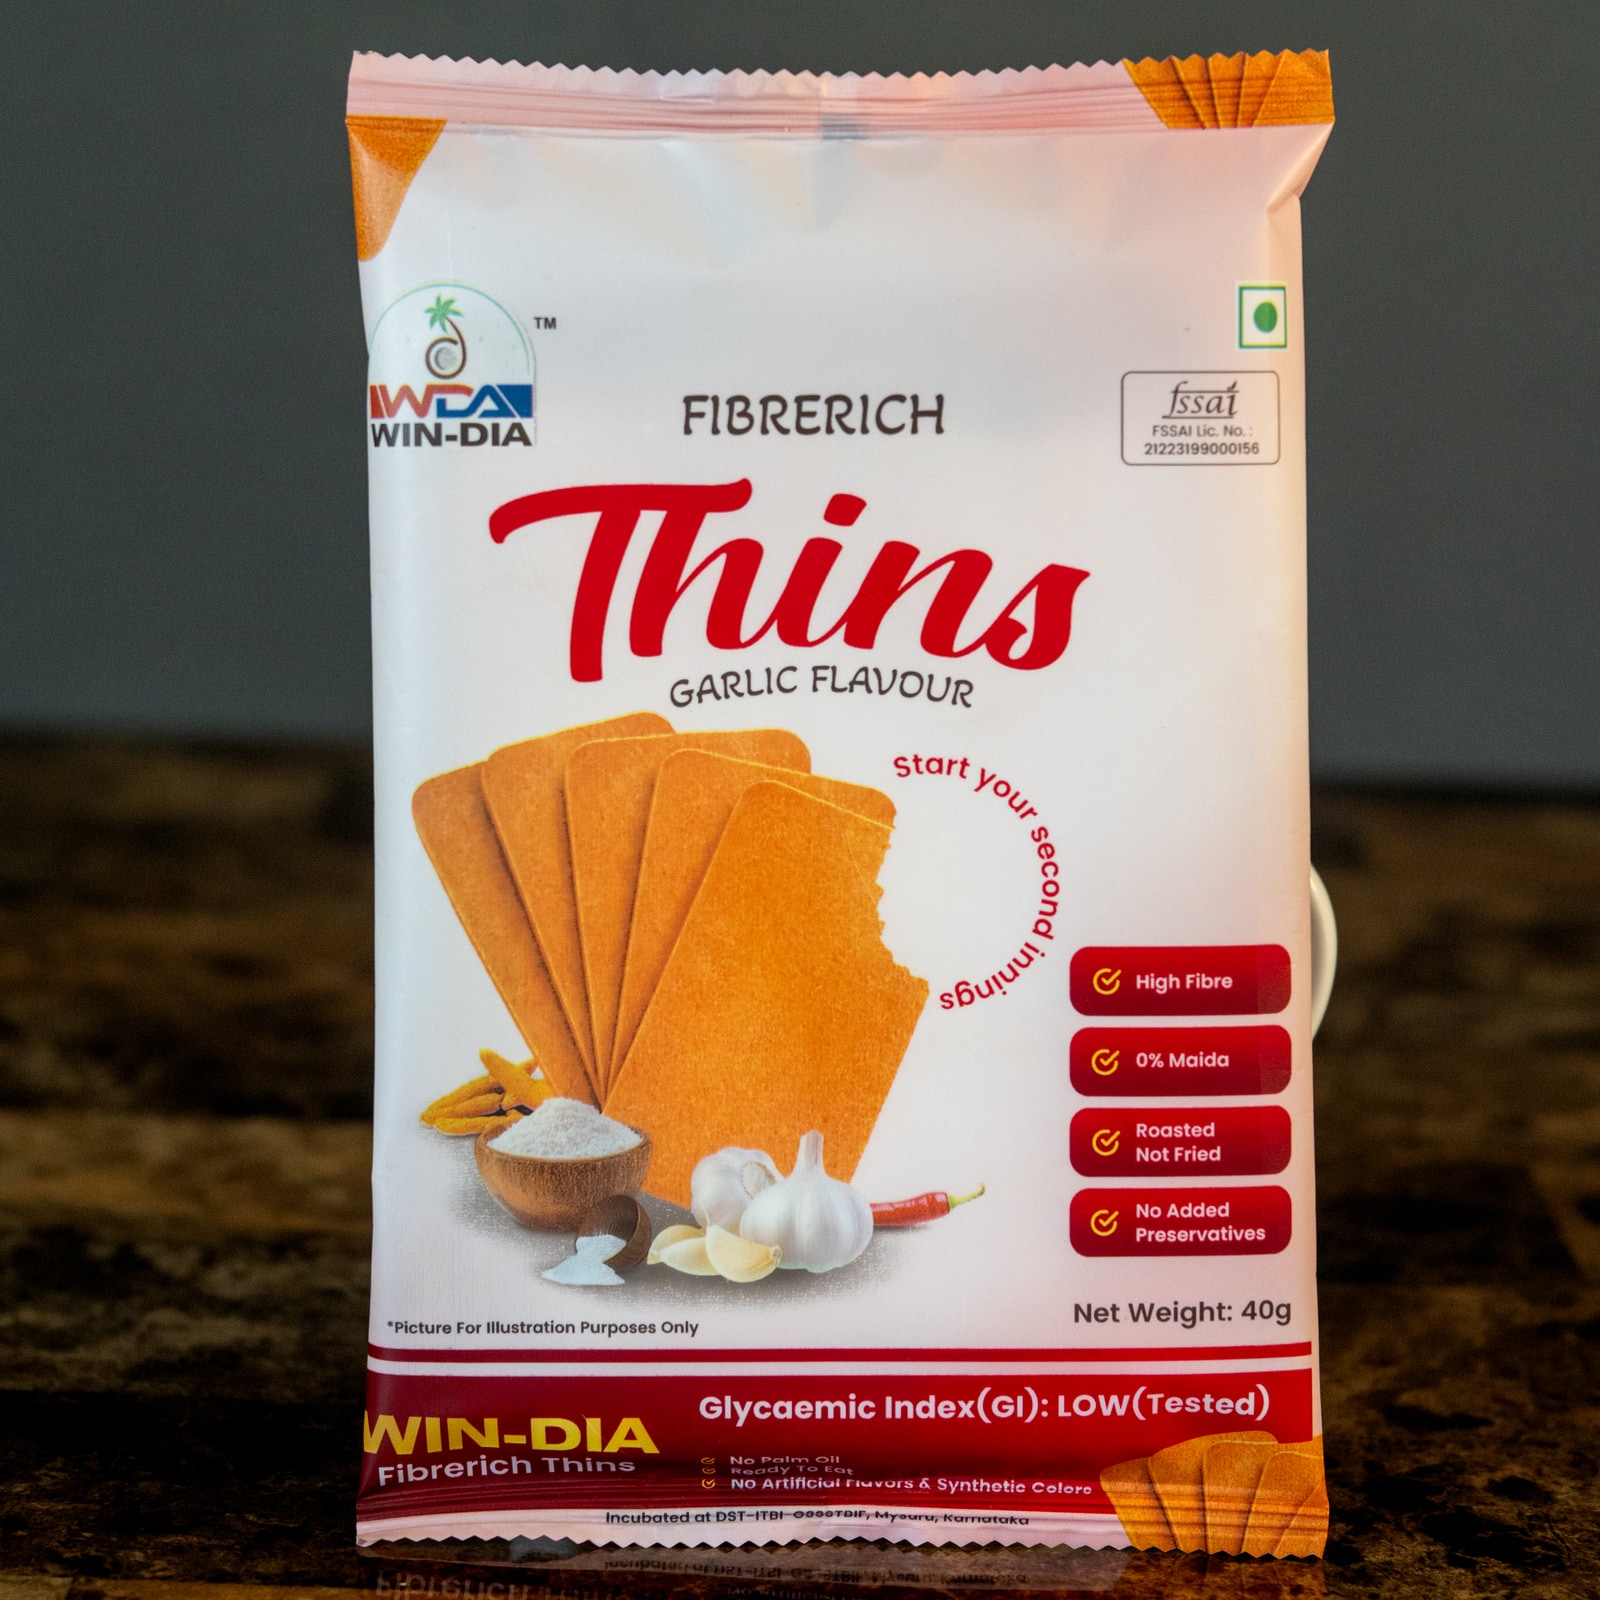 TM
WDA
WIN-DIA
fssai
FSSAI Lic. No. :
21223199000156
FIBRERICH
Thins
GARLIC FLAVOUR
Start your second innings
High Fibre
0% Maida
Roasted
Not Fried
No Added
Preservatives
*Picture For Illustration Purposes Only
Net Weight: 40g
WIN-DIA
Fibrerich Thins
Glycaemic Index(GI): LOW(Tested)
No Palm Oil
Ready To Eat
No Artificial Flavors & Synthetic Colors
Incubated at DST-ITBI- Mysuru, Karnataka